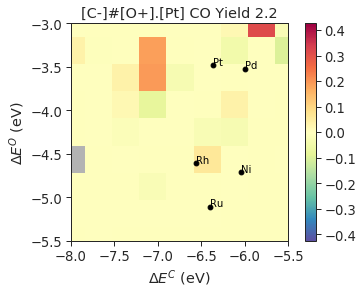 [C-]#[O+].[Pt] CO Yield 2.2
−3.0
−3.5
−4.0
−4.5
−5.0
−5.5
ΔE^O (eV)
Pt
Pd
Rh
Ni
Ru
−8.0 −7.5 −7.0 −6.5 −6.0 −5.5
ΔE^C (eV)
0.4
0.3
0.2
0.1
0.0
−0.1
−0.2
−0.3
−0.4